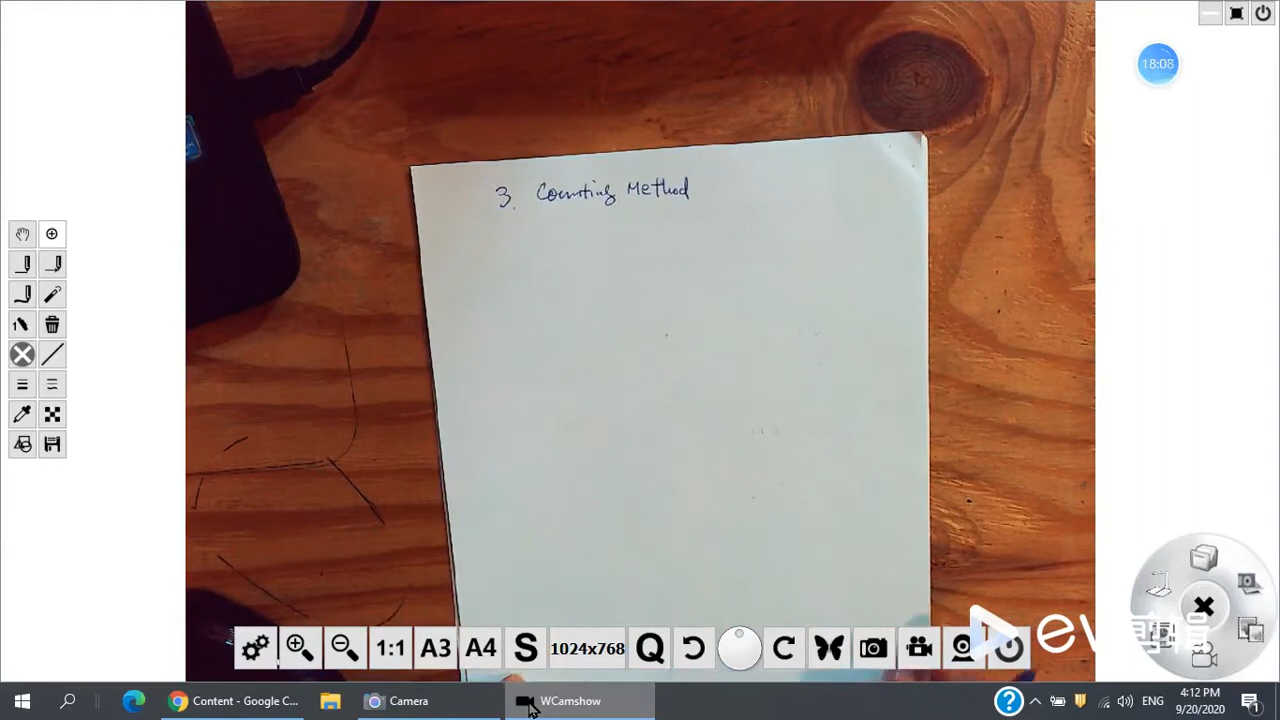 18:08
3. Counting Method
1:1
A3
A4
S
1024x768
Q
Content - Google C...
Camera
WCamshow
ENG
4:12 PM
9/20/2020
1